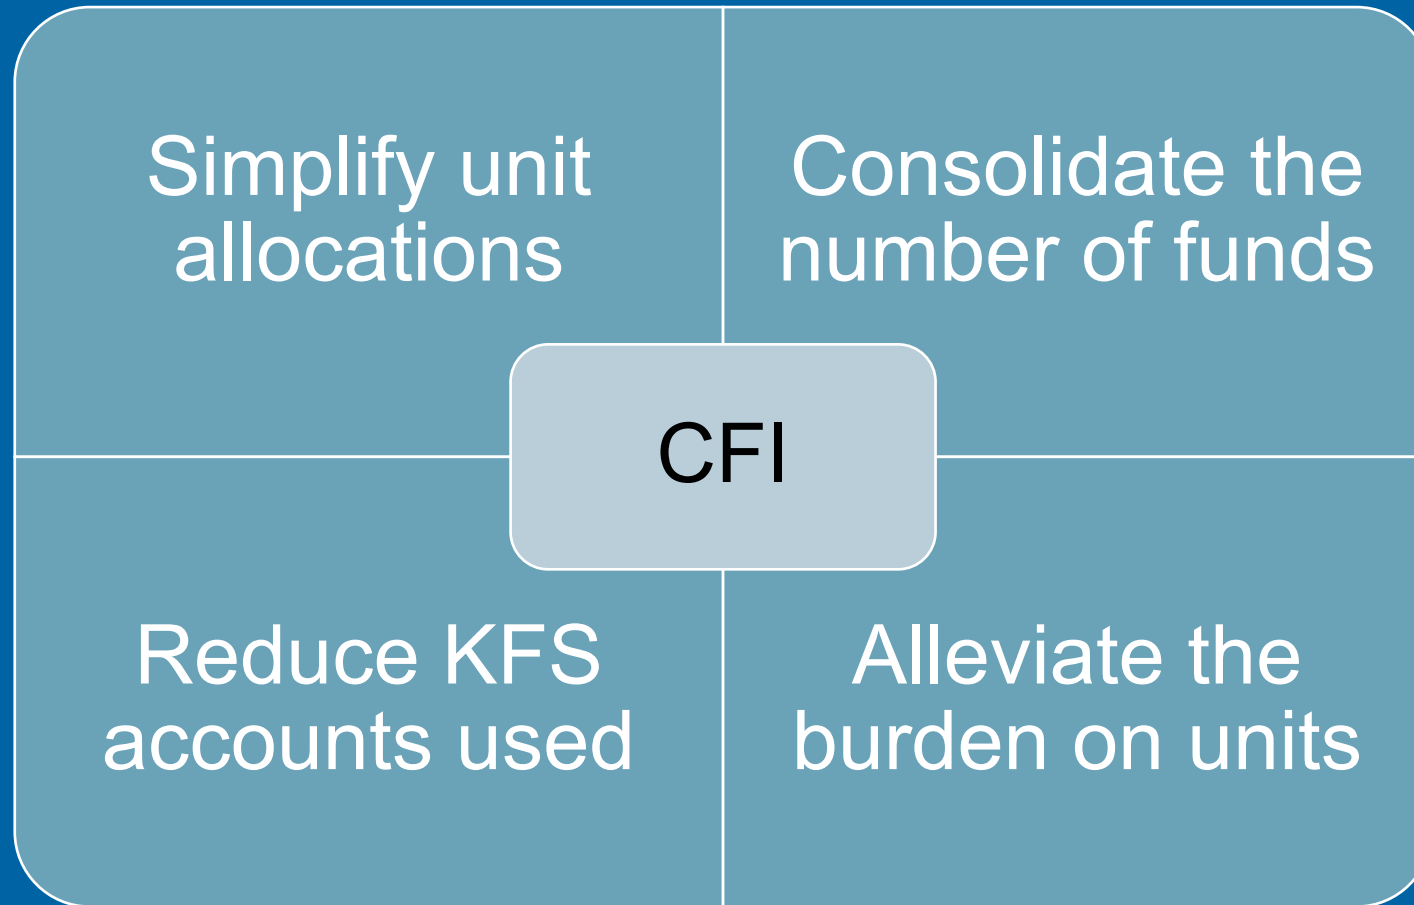 Simplify unit
allocations
Consolidate the
number of funds
CFI
Reduce KFS
accounts used
Alleviate the
burden on units